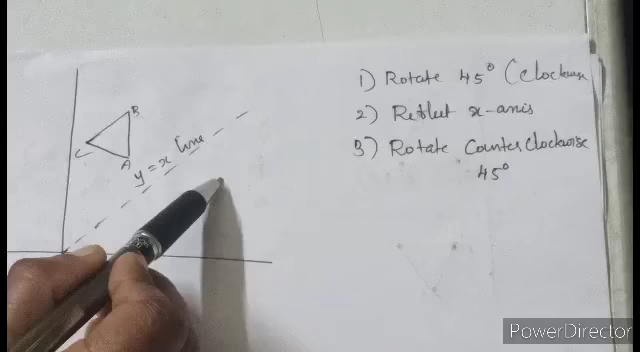 1) Rotate 45° (Clockwise
2) Reflect x-axis
3) Rotate Counter Clockwise
45°
B
C
A
y = x line
PowerDirector